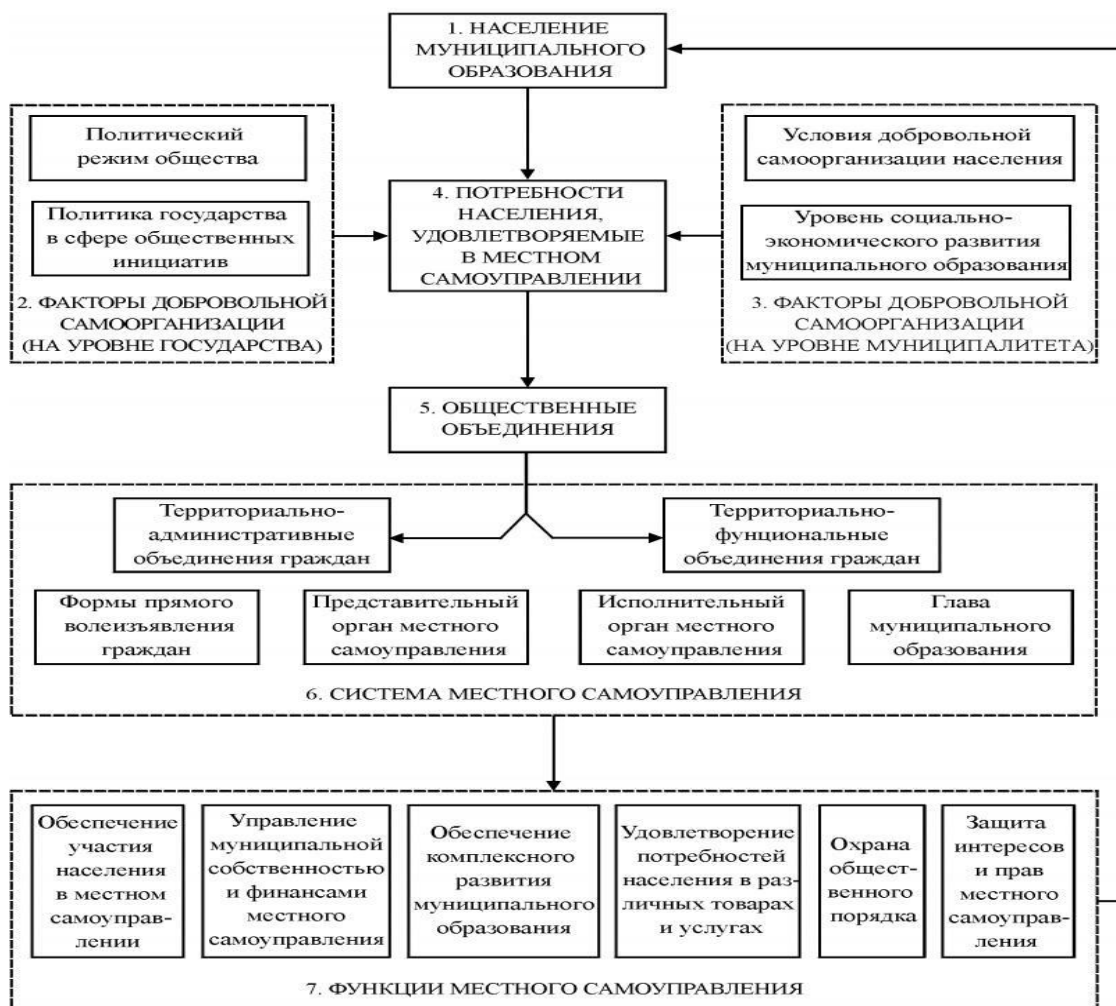 1. НАСЕЛЕНИЕ
МУНИЦИПАЛЬНОГО
ОБРАЗОВАНИЯ
Политический
режим общества
Политика государства
в сфере общественных
инициатив
2. ФАКТОРЫ ДОБРОВОЛЬНОЙ
САМООРГАНИЗАЦИИ
(НА УРОВНЕ ГОСУДАРСТВА)
4. ПОТРЕБНОСТИ
НАСЕЛЕНИЯ,
УДОВЛЕТВОРЯЕМЫЕ
В МЕСТНОМ
САМОУПРАВЛЕНИИ
Условия добровольной
самоорганизации населения
Уровень социально-
экономического развития
муниципального образования
3. ФАКТОРЫ ДОБРОВОЛЬНОЙ
САМООРГАНИЗАЦИИ
(НА УРОВНЕ МУНИЦИПАЛИТЕТА)
5. ОБЩЕСТВЕННЫЕ
ОБЪЕДИНЕНИЯ
Территориально-
административные
объединения граждан
Территориально-
фунциональные
объединения граждан
Формы прямого
волеизъявления
граждан
Представительный
орган местного
самоуправления
Исполнительный
орган местного
самоуправления
Глава
муниципального
образования
6. СИСТЕМА МЕСТНОГО САМОУПРАВЛЕНИЯ
Обеспечение
участия
населения
в местном
самоуправ-
лении
Управление
муниципальной
собственностью
и финансами
местного
самоуправления
Обеспечение
комплексного
развития
муниципального
образования
Удовлетворение
потребностей
населения в раз-
личных товарах
и услугах
Охрана
общест-
венного
порядка
Защита
интересов
и прав
местного
самоуправ-
ления
7. ФУНКЦИИ МЕСТНОГО САМОУПРАВЛЕНИЯ